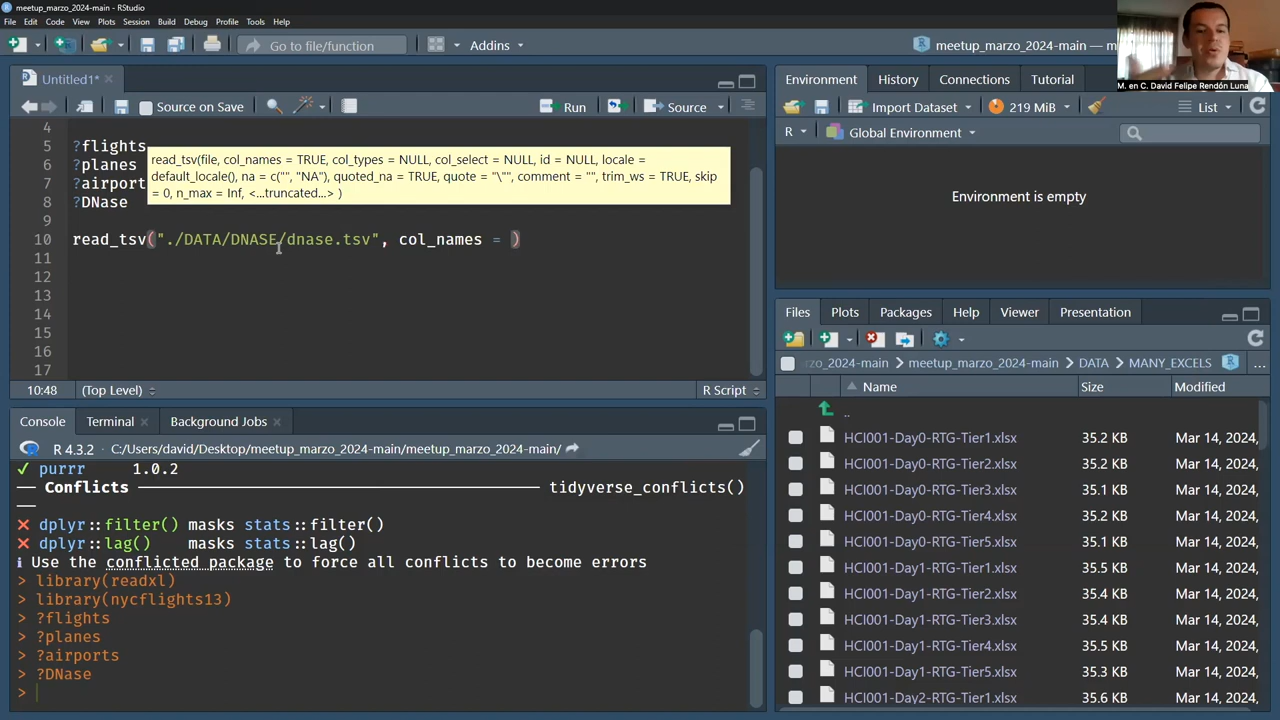 meetup_marzo_2024-main - RStudio
File Edit Code View Plots Session Build Debug Profile Tools Help
Go to file/function
Addins
meetup_marzo_2024-main —
M. en C. David Felipe Rendón Luna
Untitled1*
Source on Save
Run
Source
4
5 ?flights
6 ?planes
7 ?airport
8 ?DNase
read_tsv(file, col_names = TRUE, col_types = NULL, col_select = NULL, id = NULL, locale =
default_locale(), na = c("", "NA"), quoted_na = TRUE, quote = "\"", comment = "", trim_ws = TRUE, skip
= 0, n_max = Inf, <...truncated...> )
9
10 read_tsv("./DATA/DNASE/dnase.tsv", col_names = )
11
12
13
14
15
16
17
10:48 (Top Level) R Script
Console Terminal Background Jobs
R 4.3.2 · C:/Users/david/Desktop/meetup_marzo_2024-main/meetup_marzo_2024-main/
✓ purrr 1.0.2
── Conflicts ────────────── tidyverse_conflicts()
──
✗ dplyr::filter() masks stats::filter()
✗ dplyr::lag() masks stats::lag()
ℹ Use the conflicted package to force all conflicts to become errors
> library(readxl)
> library(nycflights13)
> ?flights
> ?planes
> ?airports
> ?DNase
>
Environment History Connections Tutorial
Import Dataset 219 MiB List
R Global Environment
Environment is empty
Files Plots Packages Help Viewer Presentation
rzo_2024-main > meetup_marzo_2024-main > DATA > MANY_EXCELS ...
Name Size Modified
..
HCI001-Day0-RTG-Tier1.xlsx 35.2 KB Mar 14, 2024,
HCI001-Day0-RTG-Tier2.xlsx 35.2 KB Mar 14, 2024,
HCI001-Day0-RTG-Tier3.xlsx 35.1 KB Mar 14, 2024,
HCI001-Day0-RTG-Tier4.xlsx 35.2 KB Mar 14, 2024,
HCI001-Day0-RTG-Tier5.xlsx 35.1 KB Mar 14, 2024,
HCI001-Day1-RTG-Tier1.xlsx 35.5 KB Mar 14, 2024,
HCI001-Day1-RTG-Tier2.xlsx 35.4 KB Mar 14, 2024,
HCI001-Day1-RTG-Tier3.xlsx 35.4 KB Mar 14, 2024,
HCI001-Day1-RTG-Tier4.xlsx 35.5 KB Mar 14, 2024,
HCI001-Day1-RTG-Tier5.xlsx 35.3 KB Mar 14, 2024,
HCI001-Day2-RTG-Tier1.xlsx 35.6 KB Mar 14, 2024,